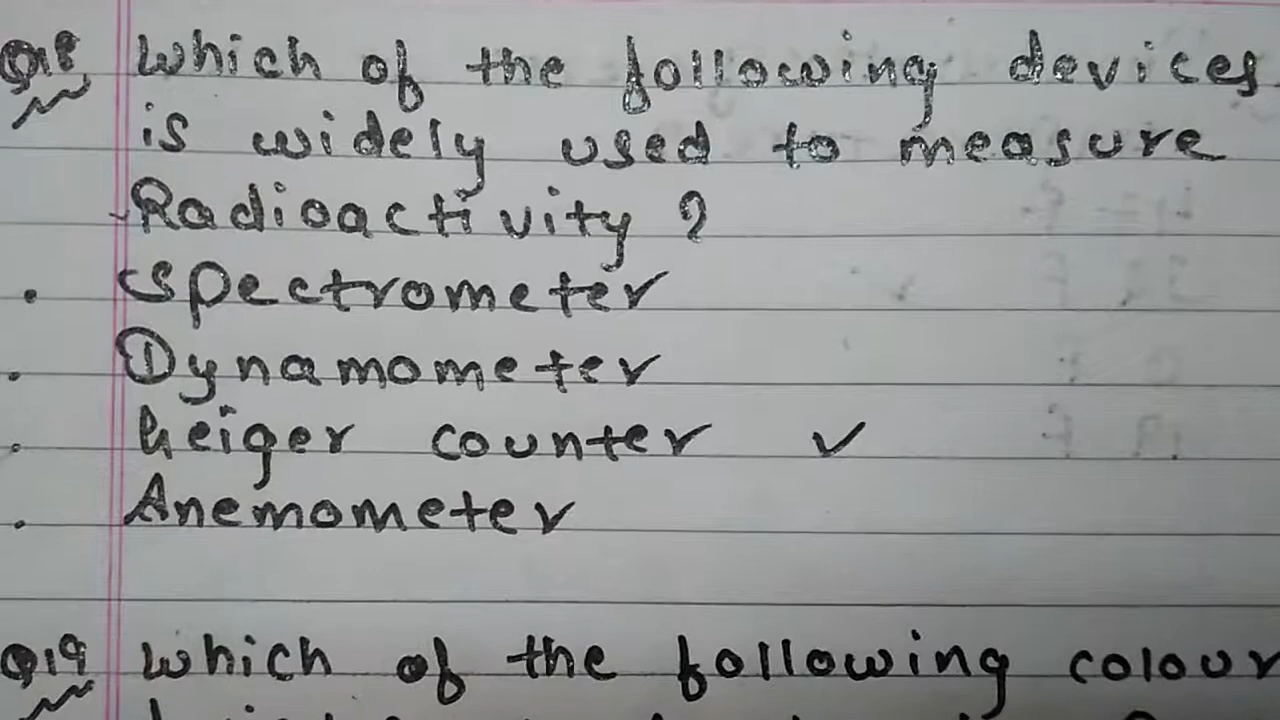 Q18. Which of the following devices
is widely used to measure
Radioactivity ?
. Spectrometer
. Dynamometer
. Geiger counter ✓
. Anemometer
Q19 Which of the following colour